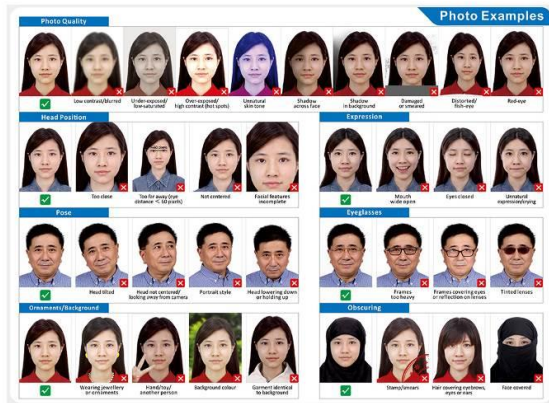 Photo Examples
Photo Quality
Low contrast/blurred
Under-exposed/
low-saturated
Over-exposed/
high contrast (hot spots)
Unnatural
skin tone
Shadow
across face
Shadow
in background
Damaged
or smeared
Distorted/
fish-eye
Red-eye
Head Position
Too close
Too far away (eye
distance < 60 pixels)
Not centered
Facial features
incomplete
Expression
Mouth
wide open
Eyes closed
Unnatural
expression/crying
Pose
Head tilted
Head not centered/
looking away from camera
Portrait style
Head lowering down
or holding up
Eyeglasses
Frames
too heavy
Frames covering eyes
or reflection on lenses
Tinted lenses
Ornaments/Background
Wearing jewellery
or ornaments
Hand/toy/
another person
Background colour
Garment identical
to background
Obscuring
Stamp/smears
Hair covering eyebrows,
eyes or ears
Face covered